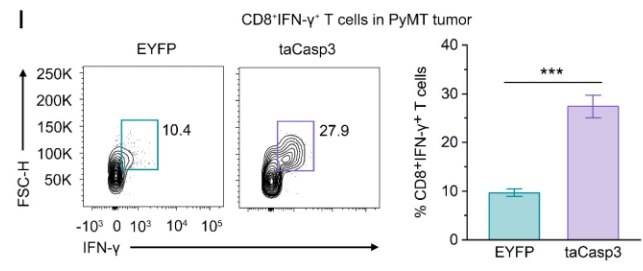 I
CD8⁺IFN-γ⁺ T cells in PyMT tumor
EYFP
taCasp3
FSC-H
250K
200K
150K
100K
50K
10.4
27.9
-10³ 0 10³ 10⁴ 10⁵
IFN-γ
% CD8⁺IFN-γ⁺ T cells
40
30
20
10
0
***
EYFP
taCasp3